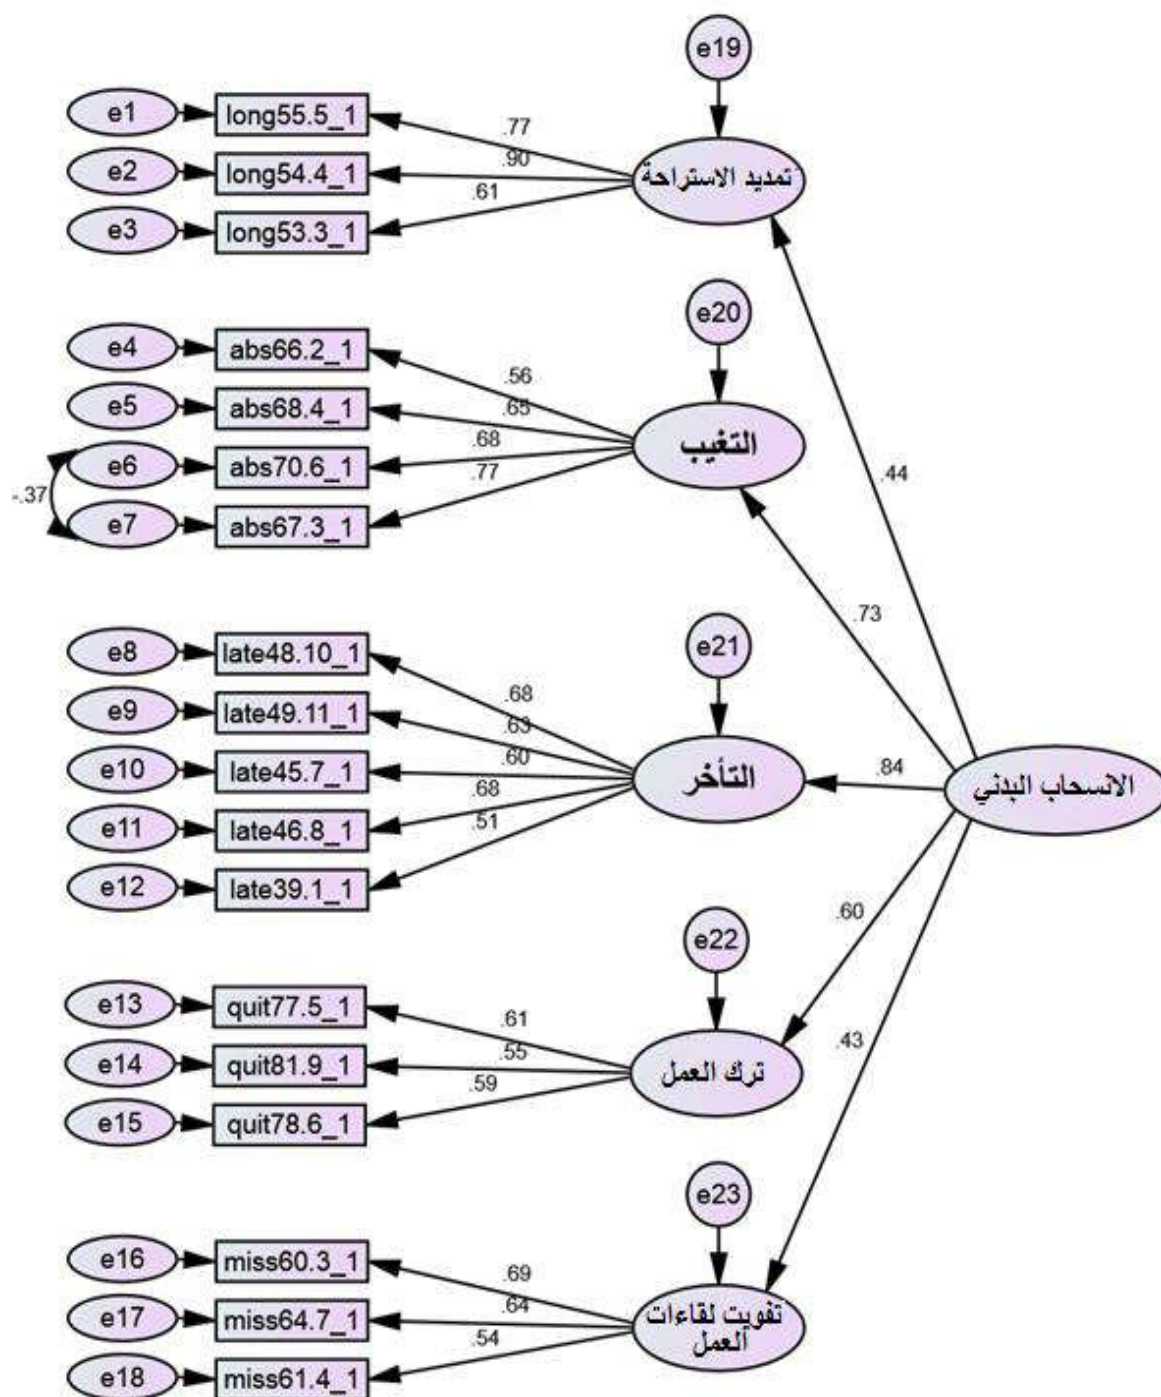 e19
e1
long55.5_1
.77
e2
long54.4_1
.90
تمديد الاستراحة
e3
long53.3_1
.61
e20
e4
abs66.2_1
.56
e5
abs68.4_1
.65
e6
abs70.6_1
.68
التغيب
.44
-.37
e7
abs67.3_1
.77
.73
e21
e8
late48.10_1
.68
e9
late49.11_1
.63
e10
late45.7_1
.60
التأخر
.84
الانسحاب البدني
e11
late46.8_1
.68
e12
late39.1_1
.51
e22
.60
e13
quit77.5_1
.61
e14
quit81.9_1
.55
ترك العمل
.43
e15
quit78.6_1
.59
e23
e16
miss60.3_1
.69
e17
miss64.7_1
.64
تفويت لقاءات
العمل
e18
miss61.4_1
.54